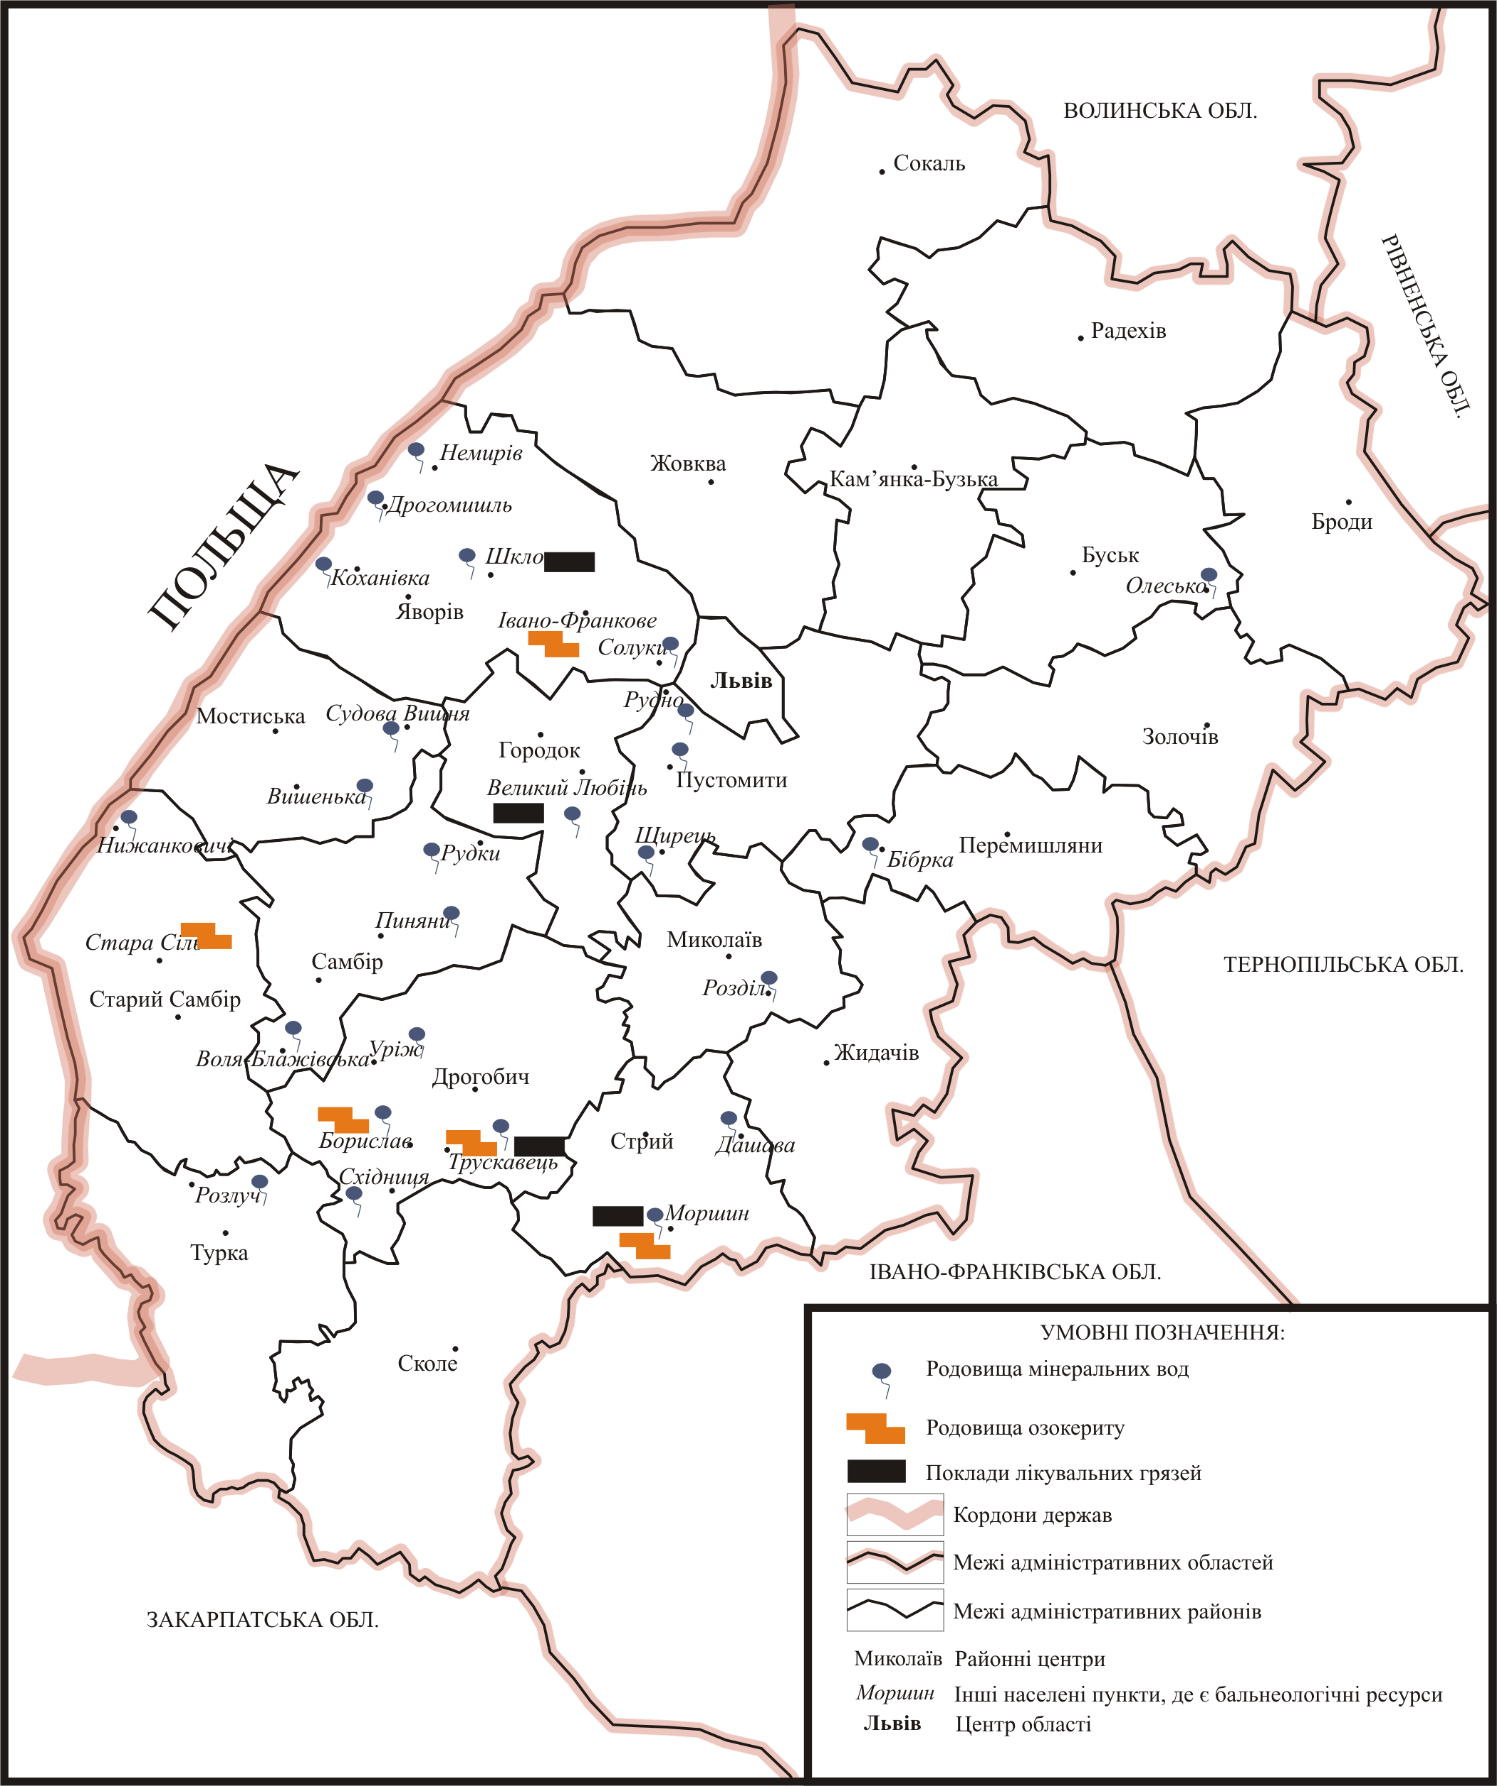 ВОЛИНСЬКА ОБЛ.
Сокаль
РІВНЕНСЬКА ОБЛ.
Радехів
ПОЛЬЩА
Немирів
Жовква
Кам’янка-Бузька
Дрогомишль
Броди
Шкло
Буськ
Коханівка
Олесько
Яворів
Івано-Франкове
Солуки
Львів
Рудно
Мостиська
Судова Вишня
Городок
Золочів
Пустомити
Великий Любінь
Вишенька
Щирець
Нижанковичі
Рудки
Бібрка
Перемишляни
Пиняни
Стара Сіль
Миколаїв
Самбір
ТЕРНОПІЛЬСЬКА ОБЛ.
Розділ
Старий Самбір
Воля-Блажівська
Уріж
Жидачів
Дрогобич
Борислав
Стрий
Дашава
Трускавець
Східниця
Розлуч
Моршин
Турка
ІВАНО-ФРАНКІВСЬКА ОБЛ.
Сколе
ЗАКАРПАТСЬКА ОБЛ.
УМОВНІ ПОЗНАЧЕННЯ:
Родовища мінеральних вод
Родовища озокериту
Поклади лікувальних грязей
Кордони держав
Межі адміністративних областей
Межі адміністративних районів
Миколаїв Районні центри
Моршин Інші населені пункти, де є бальнеологічні ресурси
Львів Центр області